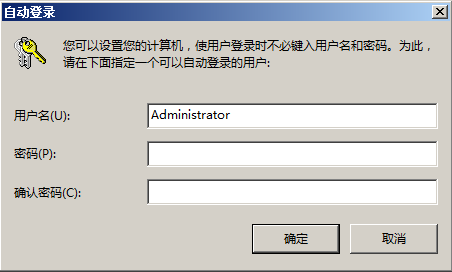 自动登录
您可以设置您的计算机，使用户登录时不必键入用户名和密码。为此，
请在下面指定一个可以自动登录的用户:
用户名(U):
Administrator
密码(P):
确认密码(C):
确定
取消